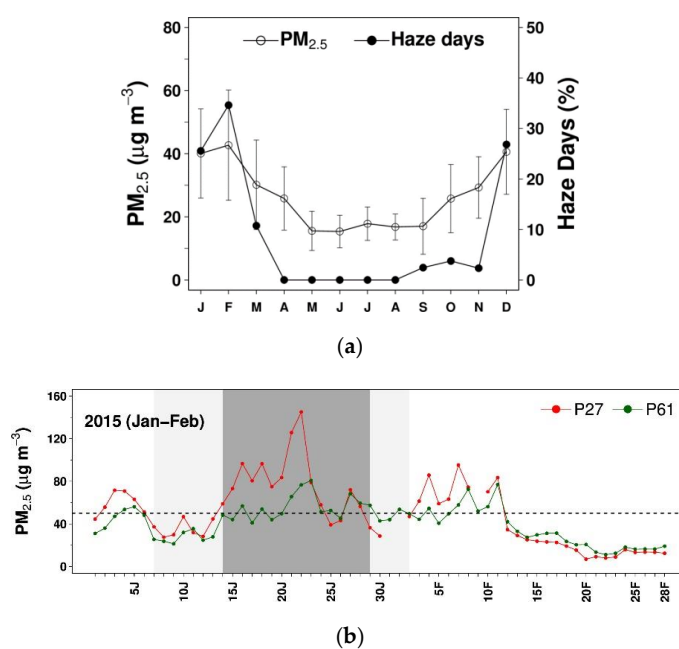 PM2.5 Haze days
80
60
40
20
0
50
40
30
20
10
0
PM2.5 (μg m−3)
Haze Days (%)
J F M A M J J A S O N D
(a)
2015 (Jan−Feb)
P27 P61
160
120
80
40
0
PM2.5 (μg m−3)
5J 10J 15J 20J 25J 30J 5F 10F 15F 20F 25F 28F
(b)